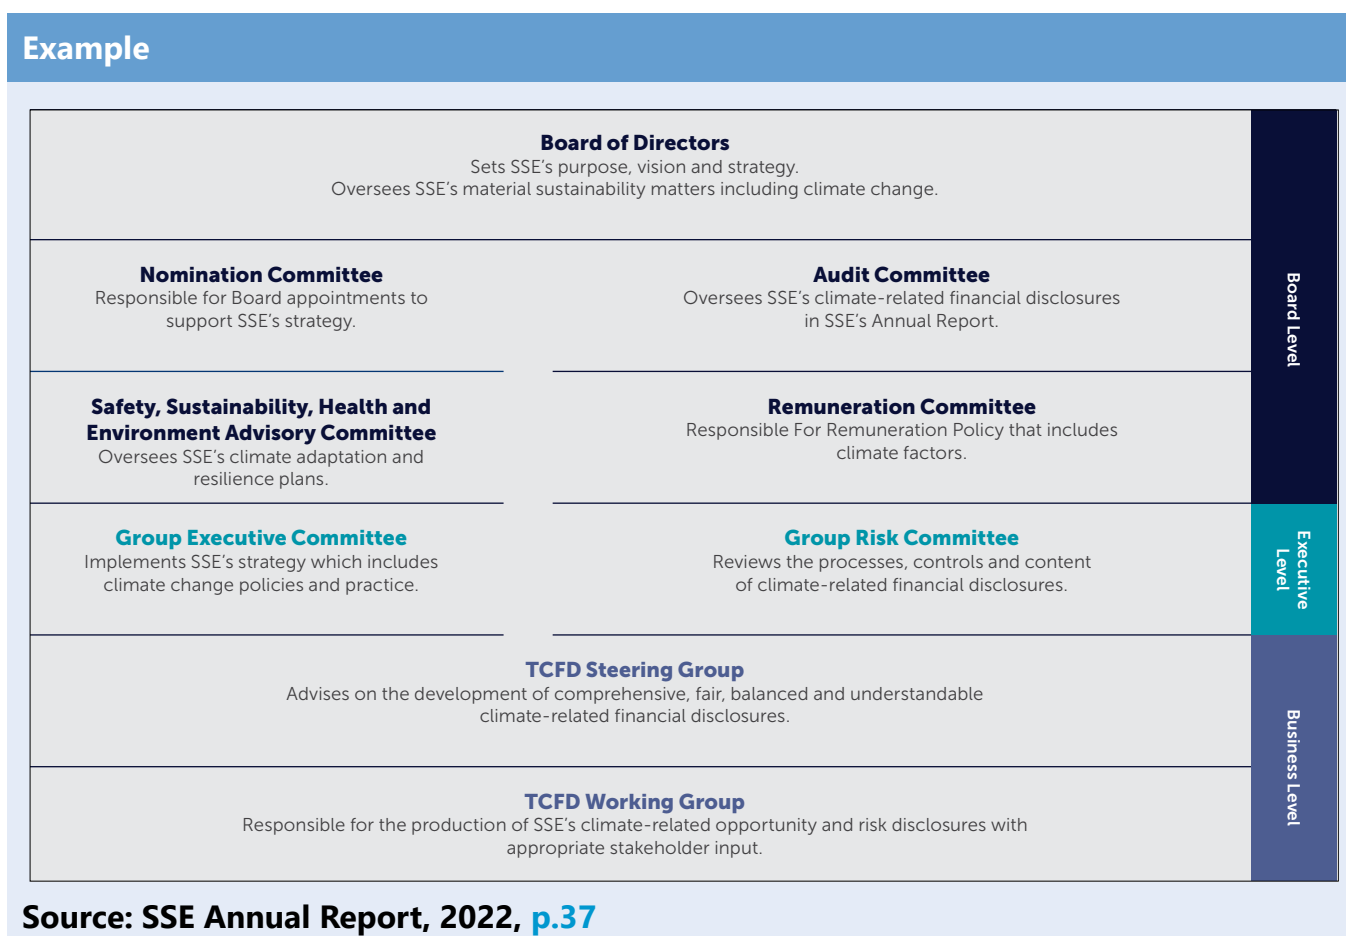 Example
Board of Directors
Sets SSE's purpose, vision and strategy.
Oversees SSE's material sustainability matters including climate change.
Nomination Committee
Responsible for Board appointments to
support SSE's strategy.
Audit Committee
Oversees SSE's climate-related financial disclosures
in SSE's Annual Report.
Safety, Sustainability, Health and
Environment Advisory Committee
Oversees SSE's climate adaptation and
resilience plans.
Remuneration Committee
Responsible For Remuneration Policy that includes
climate factors.
Board Level
Group Executive Committee
Implements SSE's strategy which includes
climate change policies and practice.
Group Risk Committee
Reviews the processes, controls and content
of climate-related financial disclosures.
Executive
Level
TCFD Steering Group
Advises on the development of comprehensive, fair, balanced and understandable
climate-related financial disclosures.
TCFD Working Group
Responsible for the production of SSE's climate-related opportunity and risk disclosures with
appropriate stakeholder input.
Business Level
Source: SSE Annual Report, 2022, p.37